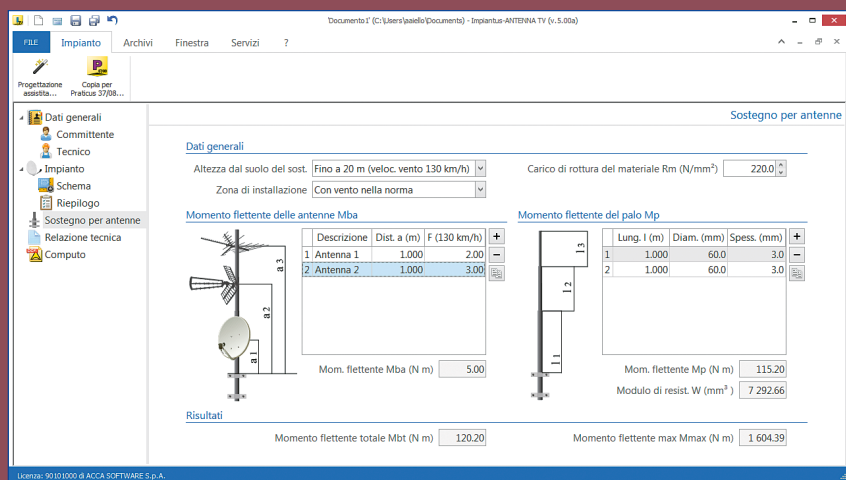 'Documento1' (C:\Users\paiello\Documents) - Impiantus-ANTENNA TV (v.5.00a)
FILE Impianto Archivi Finestra Servizi ?
Progettazione assistita...
Copia per Praticus 37/08...
Dati generali
Committente
Tecnico
Impianto
Schema
Riepilogo
Sostegno per antenne
Relazione tecnica
Computo
Sostegno per antenne
Dati generali
Altezza dal suolo del sost. Fino a 20 m (veloc. vento 130 km/h)
Carico di rottura del materiale Rm (N/mm²) 220.0
Zona di installazione Con vento nella norma
Momento flettente delle antenne Mba
a 3
a 2
a 1
Descrizione Dist. a (m) F (130 km/h)
1 Antenna 1 1.000 2.00
2 Antenna 2 1.000 3.00
Mom. flettente Mba (N m) 5.00
Momento flettente del palo Mp
l 3
l 2
l 1
Lung. l (m) Diam. (mm) Spess. (mm)
1 1.000 60.0 3.0
2 1.000 60.0 3.0
Mom. flettente Mp (N m) 115.20
Modulo di resist. W (mm³ ) 7 292.66
Risultati
Momento flettente totale Mbt (N m) 120.20
Momento flettente max Mmax (N m) 1 604.39
Licenza: 90101000 di ACCA SOFTWARE S.p.A.